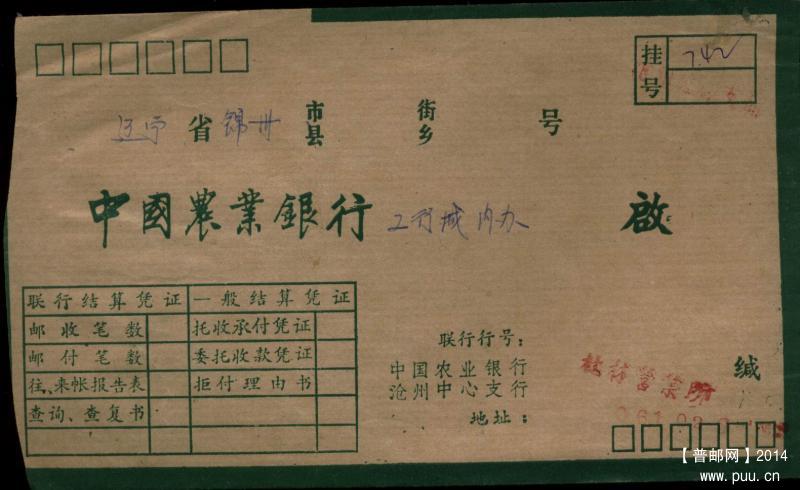 挂号 742
辽宁 省 锦州 市县 街乡 号
中國農業銀行 工行城内办 啟
联行结算凭证 一般结算凭证
邮收笔数 托收承付凭证
邮付笔数 委托收款凭证
往、来帐报告表 拒付理由书
查询、查复书
联行行号：
中国农业银行
沧州中心支行 缄
地址：
营业所
【普邮网】2014
www.puu.cn